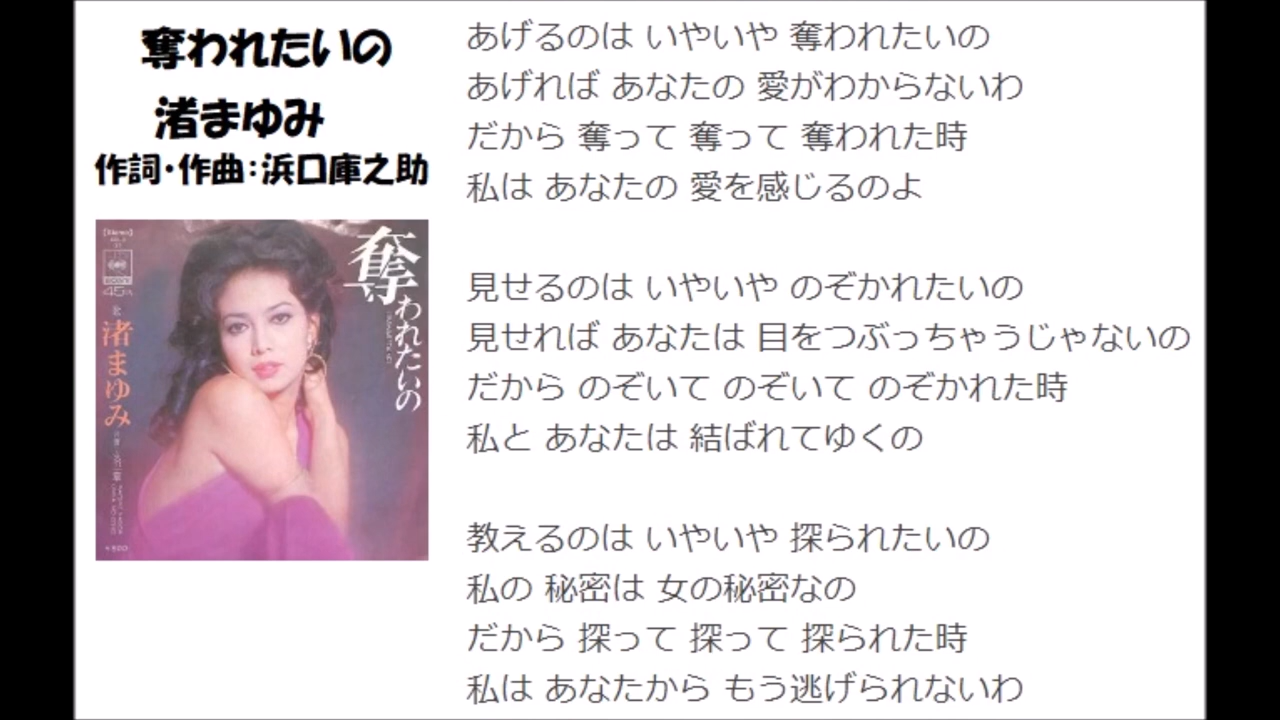 奪われたいの
渚まゆみ
作詞・作曲:浜口庫之助
奪われたいの
渚まゆみ
45
¥500
あげるのは いやいや 奪われたいの
あげれば あなたの 愛がわからないわ
だから 奪って 奪って 奪われた時
私は あなたの 愛を感じるのよ
見せるのは いやいや のぞかれたいの
見せれば あなたは 目をつぶっちゃうじゃないの
だから のぞいて のぞいて のぞかれた時
私と あなたは 結ばれてゆくの
教えるのは いやいや 探られたいの
私の 秘密は 女の秘密なの
だから 探って 探って 探られた時
私は あなたから もう逃げられないわ